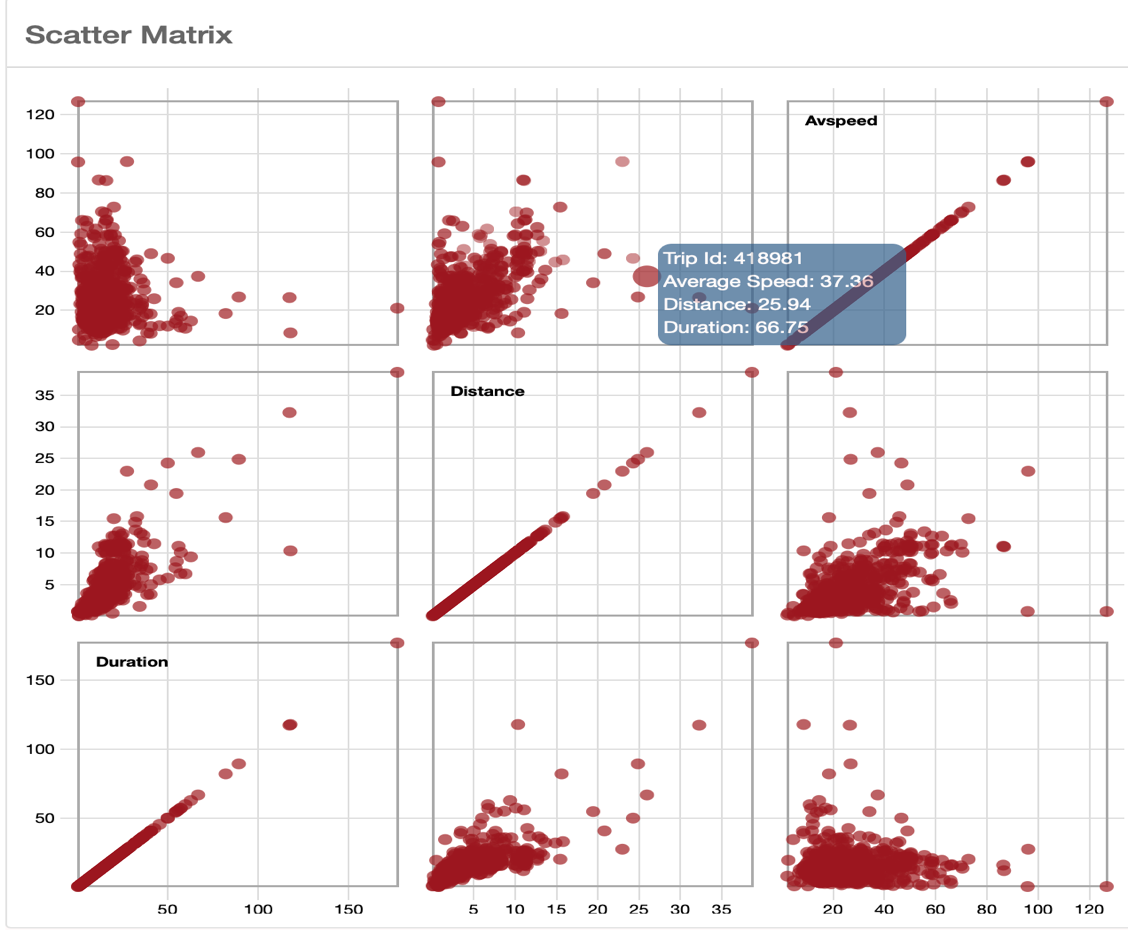 Scatter Matrix
120
100
80
60
40
20
Avspeed
Trip Id: 418981
Average Speed: 37.36
Distance: 25.94
Duration: 66.75
35
30
25
20
15
10
5
Distance
150
100
50
Duration
50 100 150 5 10 15 20 25 30 35 20 40 60 80 100 120